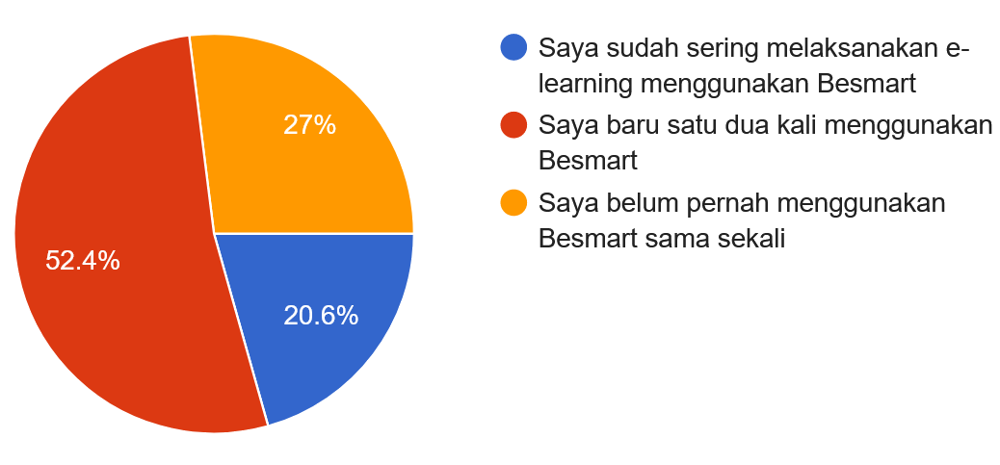 27%
52.4%
20.6%
Saya sudah sering melaksanakan e-
learning menggunakan Besmart
Saya baru satu dua kali menggunakan
Besmart
Saya belum pernah menggunakan
Besmart sama sekali